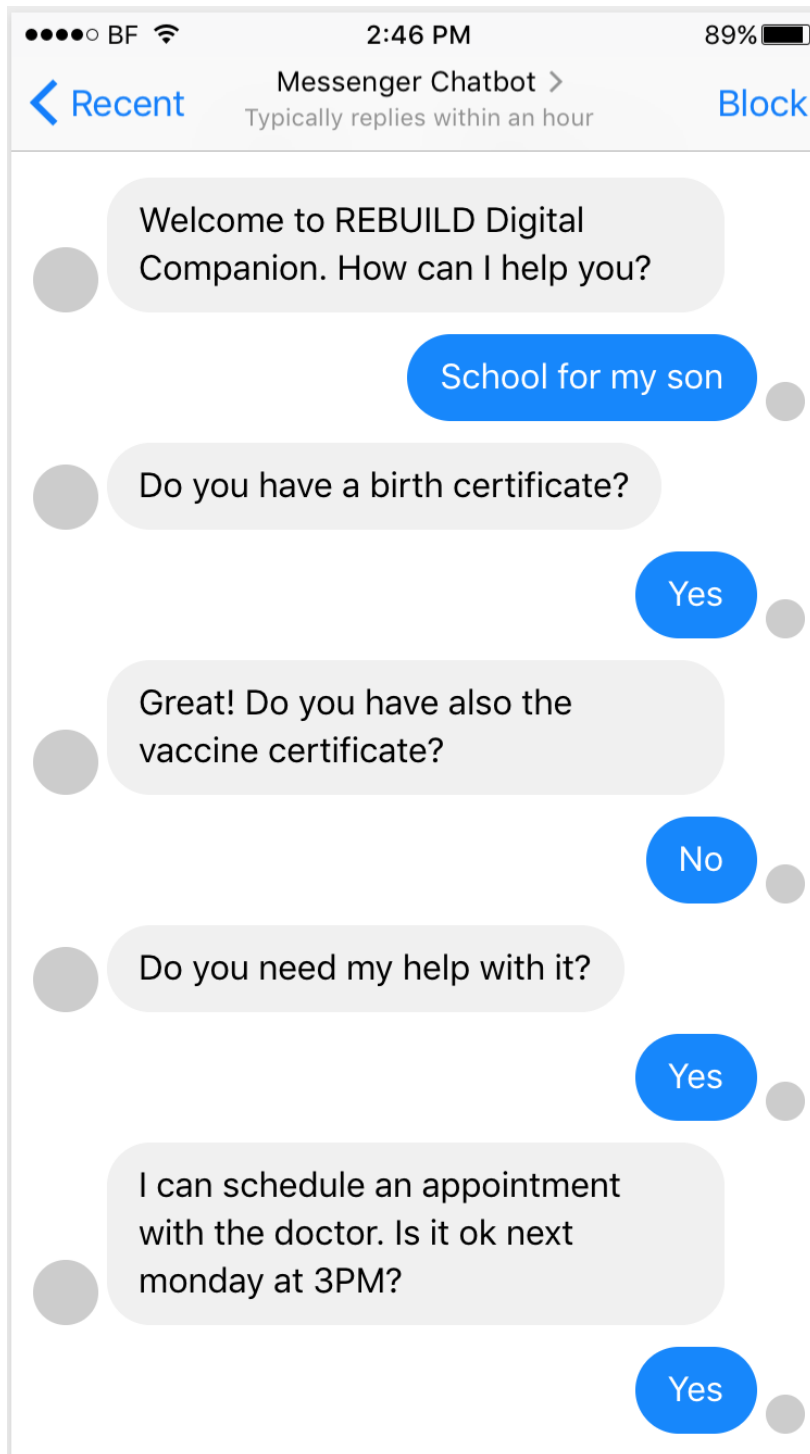 BF 2:46 PM 89%
Recent Messenger Chatbot Block
Typically replies within an hour
Welcome to REBUILD Digital
Companion. How can I help you?
School for my son
Do you have a birth certificate?
Yes
Great! Do you have also the
vaccine certificate?
No
Do you need my help with it?
Yes
I can schedule an appointment
with the doctor. Is it ok next
monday at 3PM?
Yes